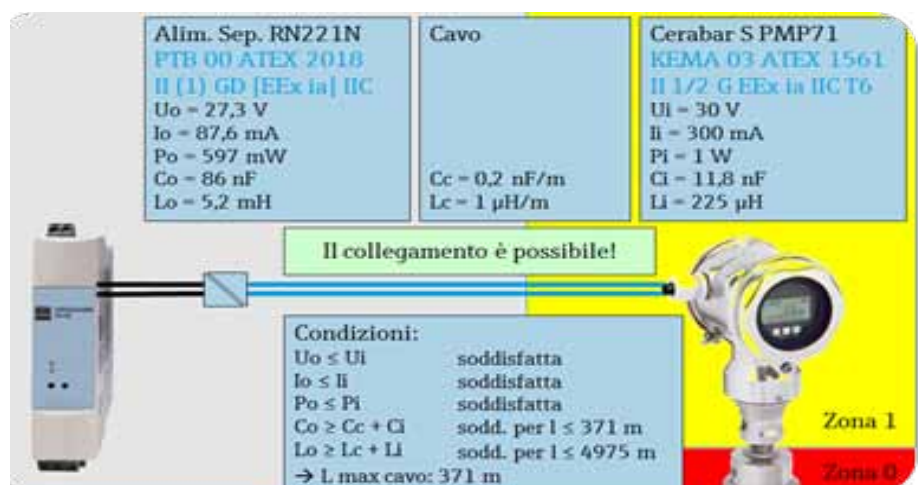 Alim. Sep. RN221N
PTB 00 ATEX 2018
II (1) GD [EEx ia] IIC
Uo = 27,3 V
Io = 87,6 mA
Po = 597 mW
Co = 86 nF
Lo = 5,2 mH
Cavo
Cc = 0,2 nF/m
Lc = 1 µH/m
Cerabar S PMP71
KEMA 03 ATEX 1561
II 1/2 G EEx ia IIC T6
Ui = 30 V
Ii = 300 mA
Pi = 1 W
Ci = 11,8 nF
Li = 225 µH
Il collegamento è possibile!
Condizioni:
Uo ≤ Ui soddisfatta
Io ≤ Ii soddisfatta
Po ≤ Pi soddisfatta
Co ≥ Cc + Ci sodd. per l ≤ 371 m
Lo ≥ Lc + Li sodd. per l ≤ 4975 m
→ L max cavo: 371 m
Zona 1
Zona 0